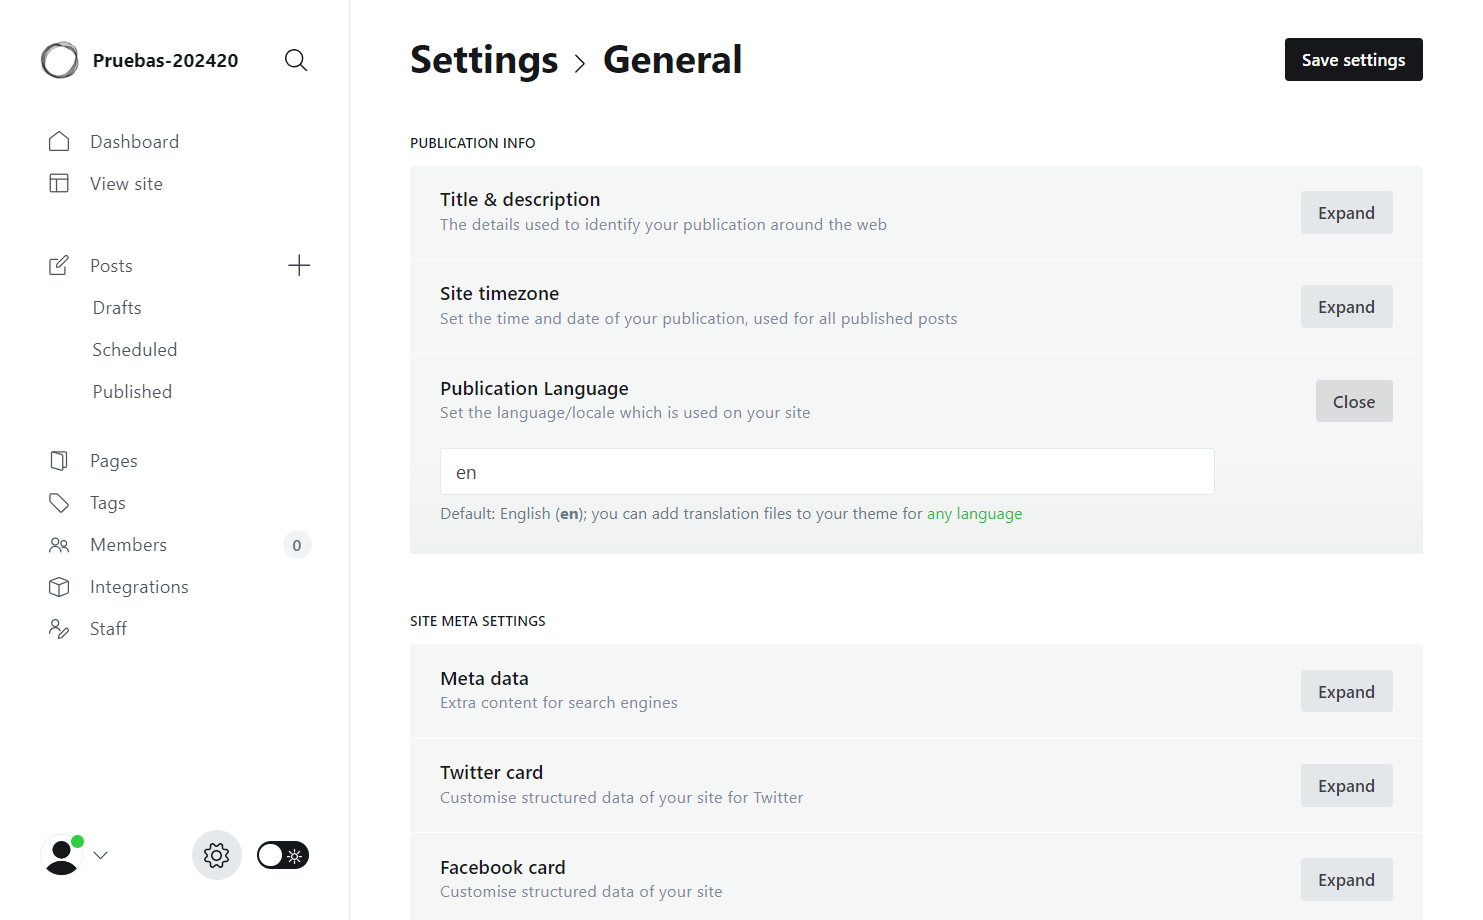 Pruebas-202420
Dashboard
View site
Posts
Drafts
Scheduled
Published
Pages
Tags
Members
0
Integrations
Staff
Settings > General
Save settings
PUBLICATION INFO
Title & description
The details used to identify your publication around the web
Expand
Site timezone
Set the time and date of your publication, used for all published posts
Expand
Publication Language
Set the language/locale which is used on your site
Close
en
Default: English (en); you can add translation files to your theme for any language
SITE META SETTINGS
Meta data
Extra content for search engines
Expand
Twitter card
Customise structured data of your site for Twitter
Expand
Facebook card
Customise structured data of your site
Expand